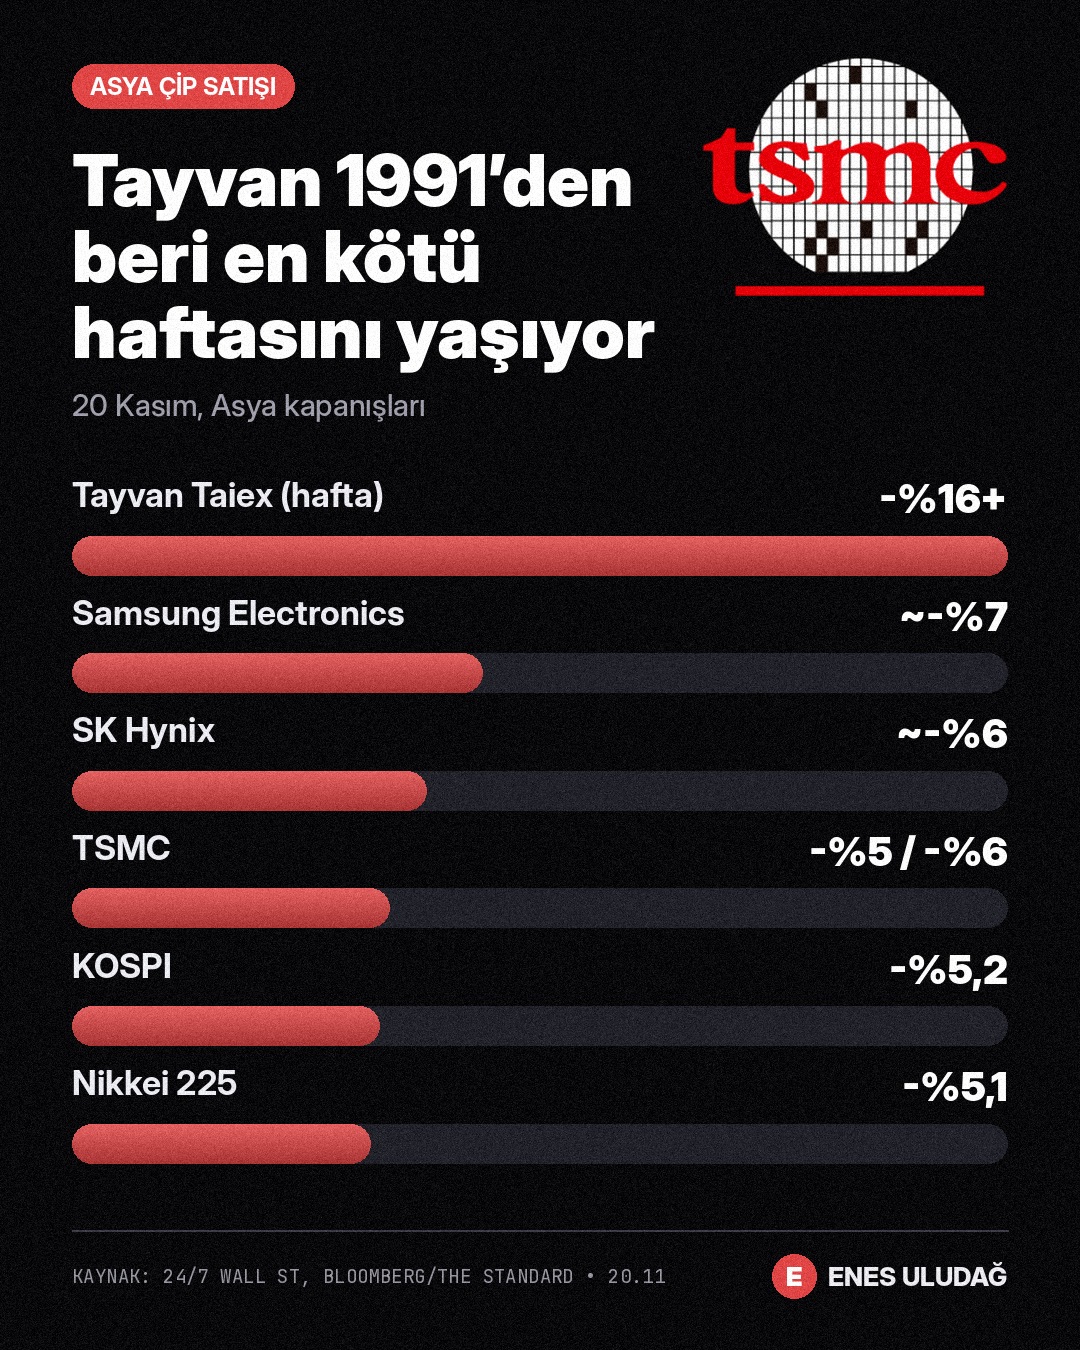 ASYA ÇİP SATIŞI
tsmc
Tayvan 1991'den
beri en kötü
haftasını yaşıyor
20 Kasım, Asya kapanışları
Tayvan Taiex (hafta)
-%16+
Samsung Electronics
~-%7
SK Hynix
~-%6
TSMC
-%5 / -%6
KOSPI
-%5,2
Nikkei 225
-%5,1
KAYNAK: 24/7 WALL ST, BLOOMBERG/THE STANDARD • 20.11
E ENES ULUDAĞ